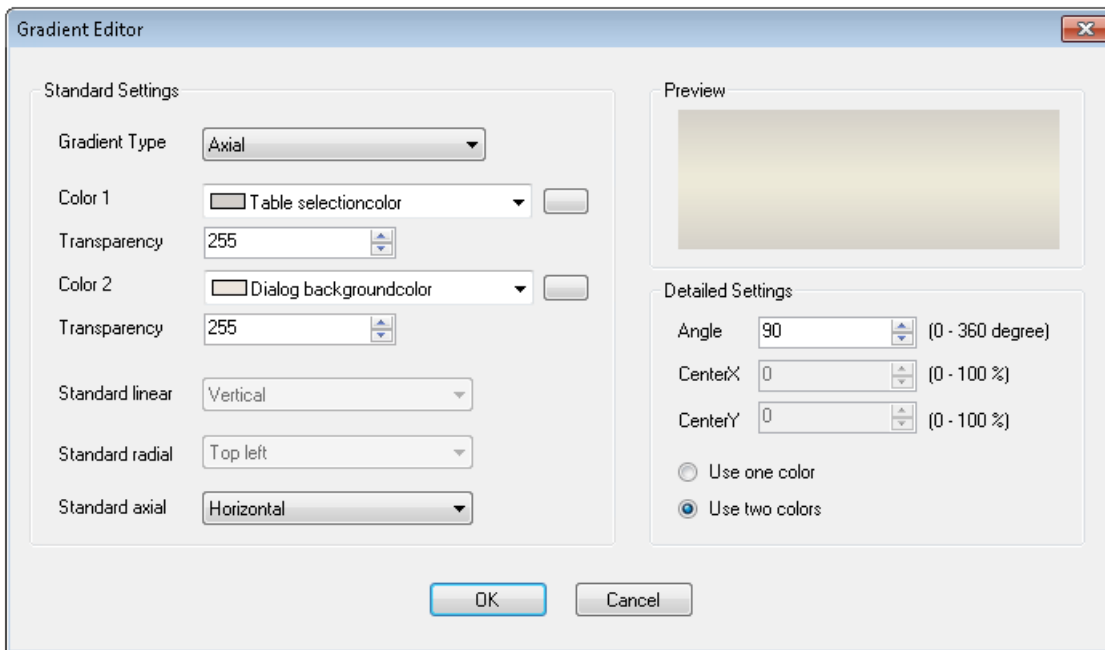 Gradient Editor
Standard Settings
Gradient Type Axial
Color 1 Table selectioncolor
Transparency 255
Color 2 Dialog backgroundcolor
Transparency 255
Standard linear Vertical
Standard radial Top left
Standard axial Horizontal
Preview
Detailed Settings
Angle 90 (0 - 360 degree)
CenterX 0 (0 - 100 %)
CenterY 0 (0 - 100 %)
Use one color
Use two colors
OK Cancel